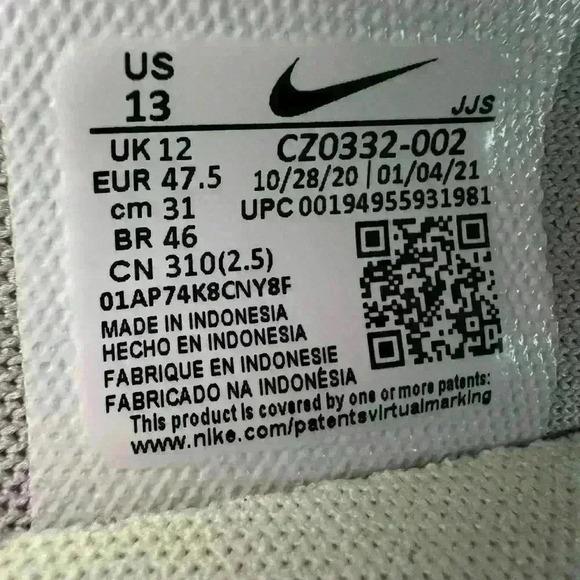 US
13
JJS
UK 12
EUR 47.5
cm 31
BR 46
CN 310(2.5)
CZ0332-002
10/28/20 | 01/04/21
UPC 00194955931981
01AP74K8CNY8F
MADE IN INDONESIA
HECHO EN INDONESIA
FABRIQUE EN INDONESIE
FABRICADO NA INDONÉSIA
This product is covered by one or more patents:
www.nike.com/patentsvirtualmarking